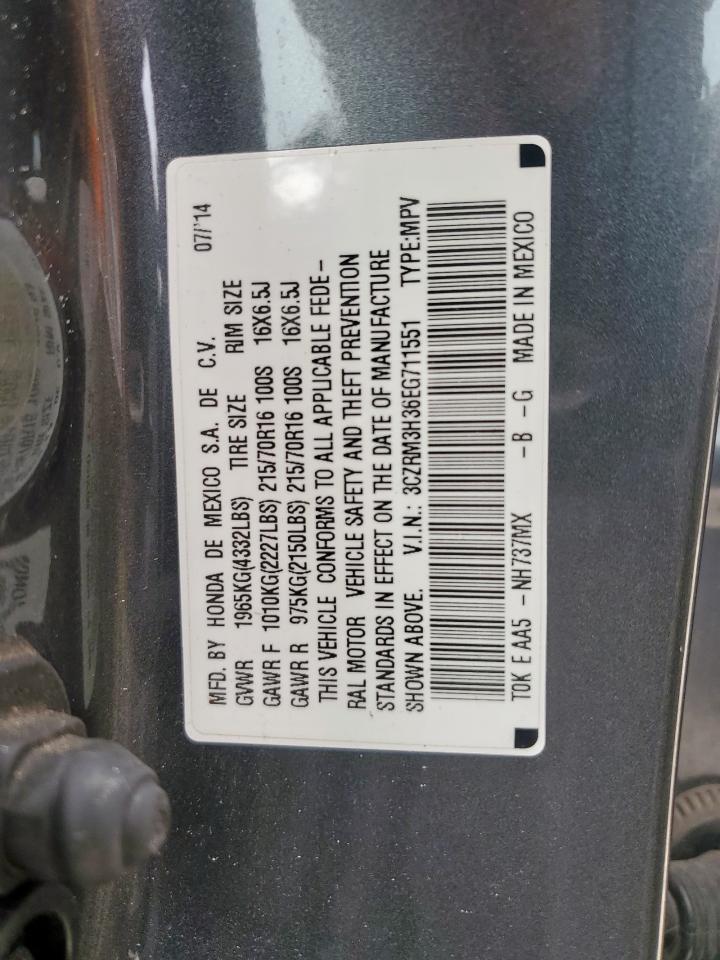 MFD. BY HONDA DE MEXICO S.A. DE C.V. 07/'14
GVWR 1965KG(4332LBS) TIRE SIZE RIM SIZE
GAWR F 1010KG(2227LBS) 215/70R16 100S 16X6.5J
GAWR R 975KG(2150LBS) 215/70R16 100S 16X6.5J
THIS VEHICLE CONFORMS TO ALL APPLICABLE FEDE-
RAL MOTOR VEHICLE SAFETY AND THEFT PREVENTION
STANDARDS IN EFFECT ON THE DATE OF MANUFACTURE
SHOWN ABOVE. V.I.N.: 3CZRM3H36EG711551 TYPE:MPV
T0K E AA5 -NH737MX -B -G MADE IN MEXICO